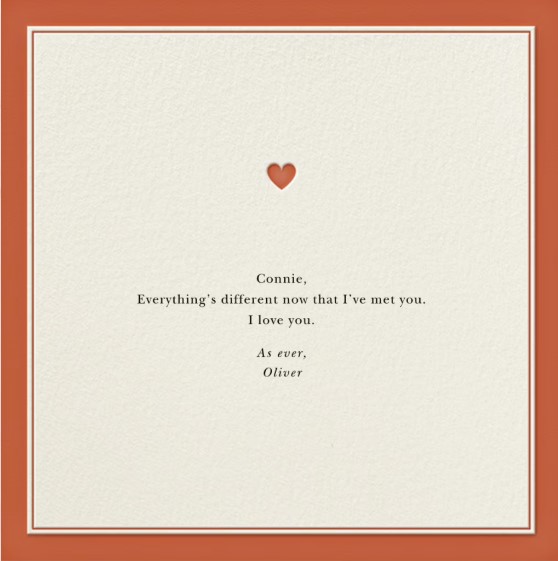 Connie,
Everything’s different now that I’ve met you.
I love you.
As ever,
Oliver